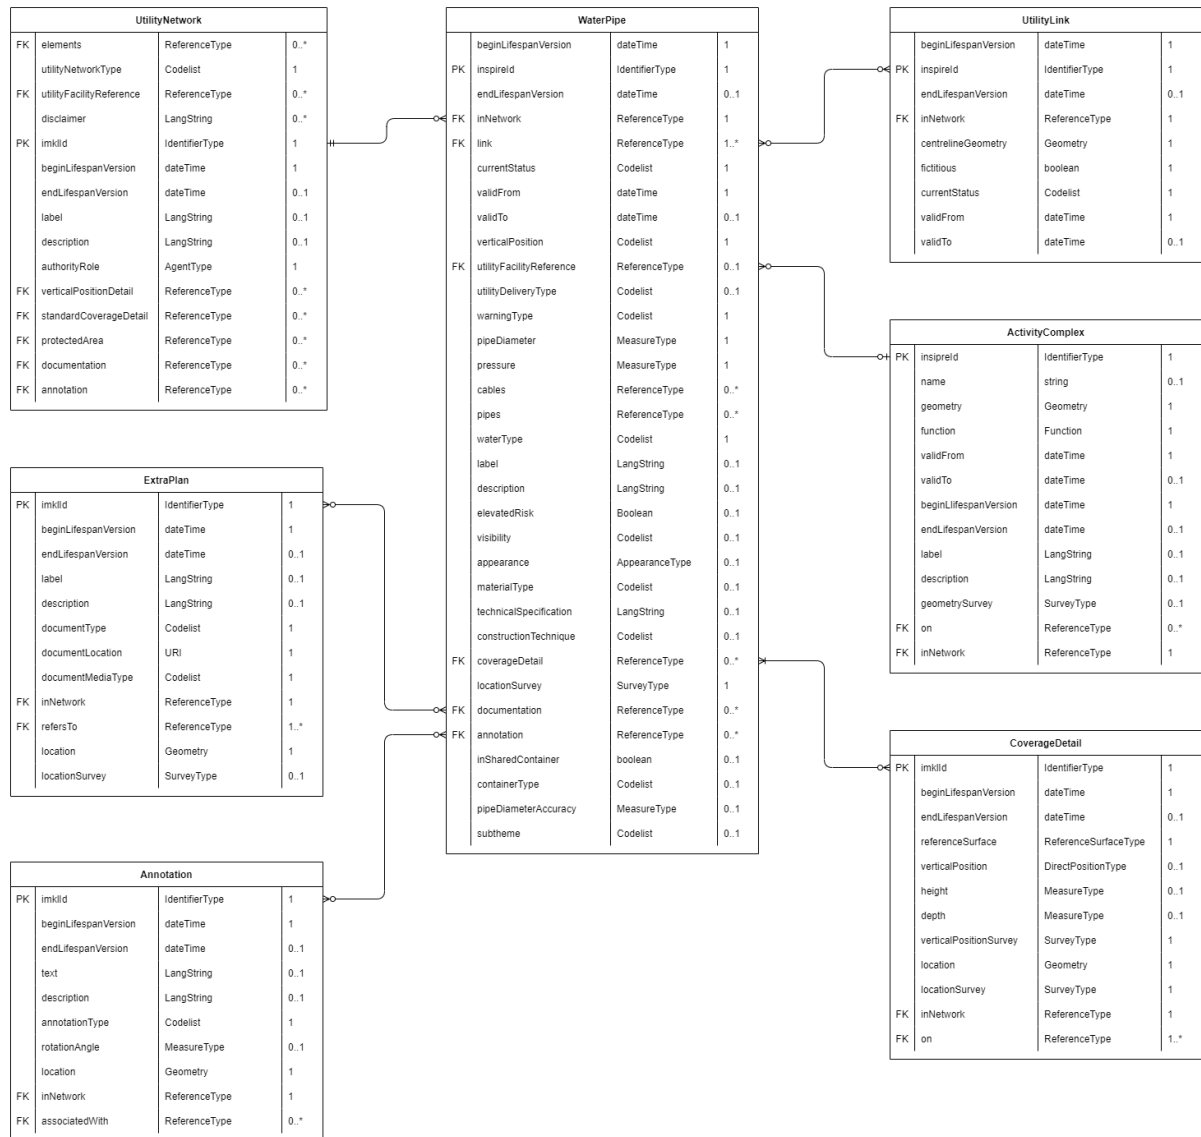 UtilityNetwork
FK elements ReferenceType 0..*
utilityNetworkType Codelist 1
FK utilityFacilityReference ReferenceType 0..*
disclaimer LangString 0..*
PK imklId IdentifierType 1
beginLifespanVersion dateTime 1
endLifespanVersion dateTime 0..1
label LangString 0..1
description LangString 0..1
authorityRole AgentType 1
FK verticalPositionDetail ReferenceType 0..*
FK standardCoverageDetail ReferenceType 0..*
FK protectedArea ReferenceType 0..*
FK documentation ReferenceType 0..*
FK annotation ReferenceType 0..*
ExtraPlan
PK imklId IdentifierType 1
beginLifespanVersion dateTime 1
endLifespanVersion dateTime 0..1
label LangString 0..1
description LangString 0..1
documentType Codelist 1
documentLocation URI 1
documentMediaType Codelist 1
FK inNetwork ReferenceType 1
FK refersTo ReferenceType 1..*
location Geometry 1
locationSurvey SurveyType 0..1
Annotation
PK imklId IdentifierType 1
beginLifespanVersion dateTime 1
endLifespanVersion dateTime 0..1
text LangString 0..1
description LangString 0..1
annotationType Codelist 1
rotationAngle MeasureType 0..1
location Geometry 1
FK inNetwork ReferenceType 1
FK associatedWith ReferenceType 0..*
WaterPipe
beginLifespanVersion dateTime 1
PK inspireId IdentifierType 1
endLifespanVersion dateTime 0..1
FK inNetwork ReferenceType 1
FK link ReferenceType 1..*
currentStatus Codelist 1
validFrom dateTime 1
validTo dateTime 0..1
verticalPosition Codelist 1
FK utilityFacilityReference ReferenceType 0..1
utilityDeliveryType Codelist 0..1
warningType Codelist 1
pipeDiameter MeasureType 1
pressure MeasureType 1
cables ReferenceType 0..*
pipes ReferenceType 0..*
waterType Codelist 1
label LangString 0..1
description LangString 0..1
elevatedRisk Boolean 0..1
visibility Codelist 0..1
appearance AppearanceType 0..1
materialType Codelist 0..1
technicalSpecification LangString 0..1
constructionTechnique Codelist 0..1
FK coverageDetail ReferenceType 0..*
locationSurvey SurveyType 1
FK documentation ReferenceType 0..*
FK annotation ReferenceType 0..*
inSharedContainer boolean 0..1
containerType Codelist 0..1
pipeDiameterAccuracy MeasureType 0..1
subtheme Codelist 0..1
UtilityLink
beginLifespanVersion dateTime 1
PK inspireId IdentifierType 1
endLifespanVersion dateTime 0..1
FK inNetwork ReferenceType 1
centrelineGeometry Geometry 1
fictitious boolean 1
currentStatus Codelist 1
validFrom dateTime 1
validTo dateTime 0..1
ActivityComplex
PK insipreId IdentifierType 1
name string 0..1
geometry Geometry 1
function Function 1
validFrom dateTime 1
validTo dateTime 0..1
beginLlifespanVersion dateTime 1
endLifespanVersion dateTime 0..1
label LangString 0..1
description LangString 0..1
geometrySurvey SurveyType 0..1
FK on ReferenceType 0..*
FK inNetwork ReferenceType 1
CoverageDetail
PK imklId IdentifierType 1
beginLifespanVersion dateTime 1
endLifespanVersion dateTime 0..1
referenceSurface ReferenceSurfaceType 1
verticalPosition DirectPositionType 0..1
height MeasureType 0..1
depth MeasureType 0..1
verticalPositionSurvey SurveyType 1
location Geometry 1
locationSurvey SurveyType 1
FK inNetwork ReferenceType 1
FK on ReferenceType 1..*